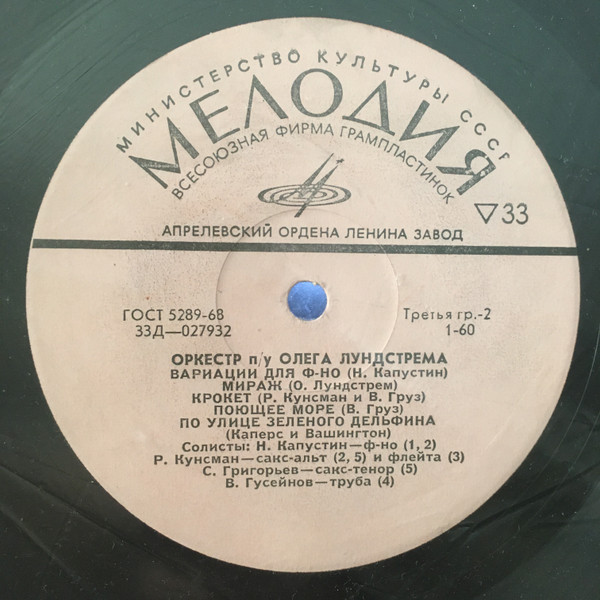 МИНИСТЕРСТВО КУЛЬТУРЫ СССР
МЕЛОДИЯ
ВСЕСОЮЗНАЯ ФИРМА ГРАМПЛАСТИНОК
▽33
АПРЕЛЕВСКИЙ ОРДЕНА ЛЕНИНА ЗАВОД
ГОСТ 5289-68 Третья гр.-2
33Д—027932 1-60
ОРКЕСТР п/у ОЛЕГА ЛУНДСТРЕМА
ВАРИАЦИИ ДЛЯ Ф-НО (Н. Капустин)
МИРАЖ (О. Лундстрем)
КРОКЕТ (Р. Кунсман и В. Груз)
ПОЮЩЕЕ МОРЕ (В. Груз)
ПО УЛИЦЕ ЗЕЛЕНОГО ДЕЛЬФИНА
(Каперс и Вашингтон)
Солисты: Н. Капустин—ф-но (1, 2)
Р. Кунсман—сакс-альт (2, 5) и флейта (3)
С. Григорьев—сакс-тенор (5)
В. Гусейнов—труба (4)